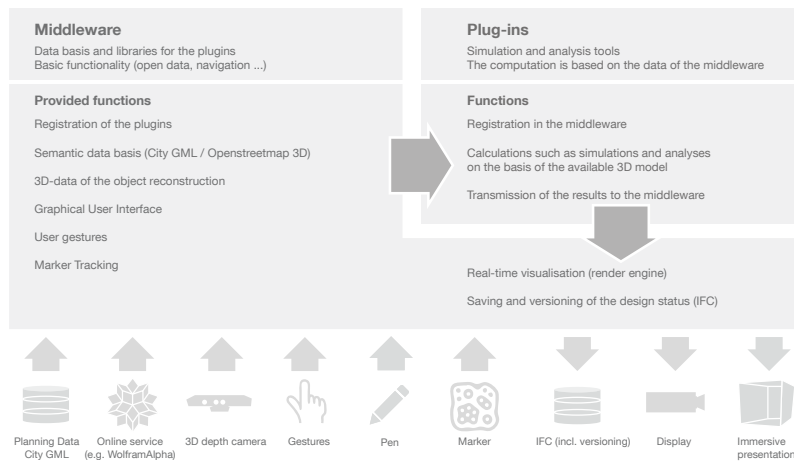 Middleware
Data basis and libraries for the plugins
Basic functionality (open data, navigation ...)
Plug-ins
Simulation and analysis tools
The computation is based on the data of the middleware
Provided functions
Registration of the plugins
Semantic data basis (City GML / Openstreetmap 3D)
3D-data of the object reconstruction
Graphical User Interface
User gestures
Marker Tracking
Functions
Registration in the middleware
Calculations such as simulations and analyses
on the basis of the available 3D model
Transmission of the results to the middleware
Real-time visualisation (render engine)
Saving and versioning of the design status (IFC)
Planning Data
City GML
Online service
(e.g. WolframAlpha)
3D depth camera
Gestures
Pen
Marker
IFC (incl. versioning)
Display
Immersive
presentation